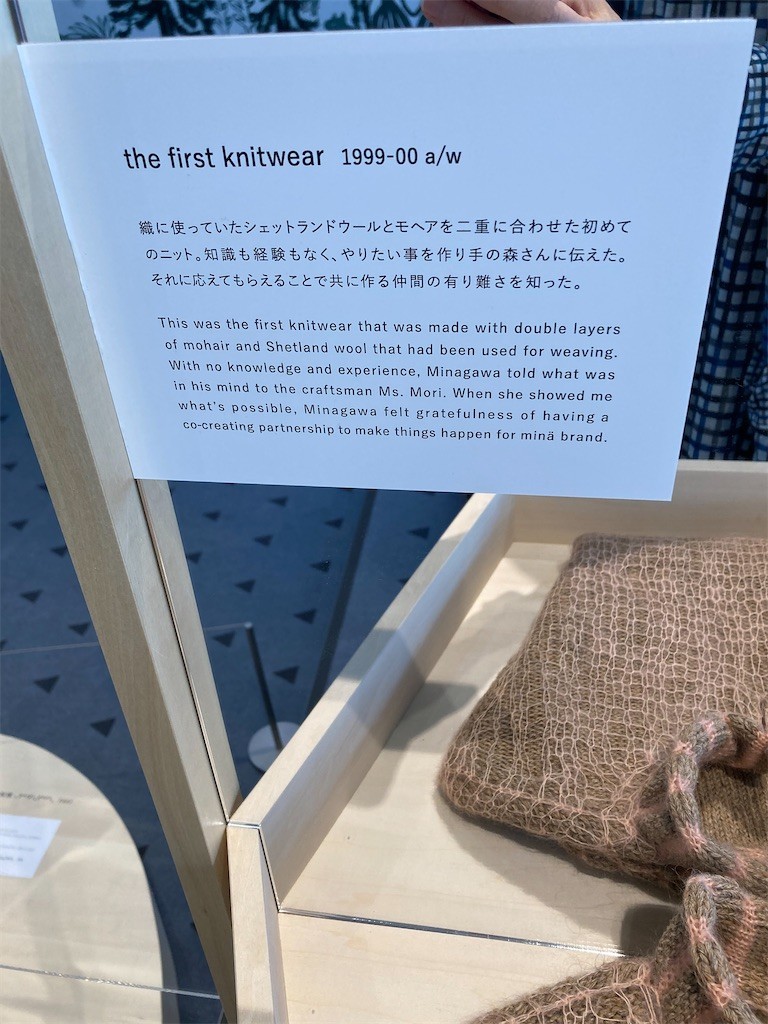 the first knitwear 1999-00 a/w
織に使っていたシェットランドウールとモヘアを二重に合わせた初めて
のニット。知識も経験もなく、やりたい事を作り手の森さんに伝えた。
それに応えてもらえることで共に作る仲間の有り難さを知った。
This was the first knitwear that was made with double layers
of mohair and Shetland wool that had been used for weaving.
With no knowledge and experience, Minagawa told what was
in his mind to the craftsman Ms. Mori. When she showed me
what's possible, Minagawa felt gratefulness of having a
co-creating partnership to make things happen for minä brand.